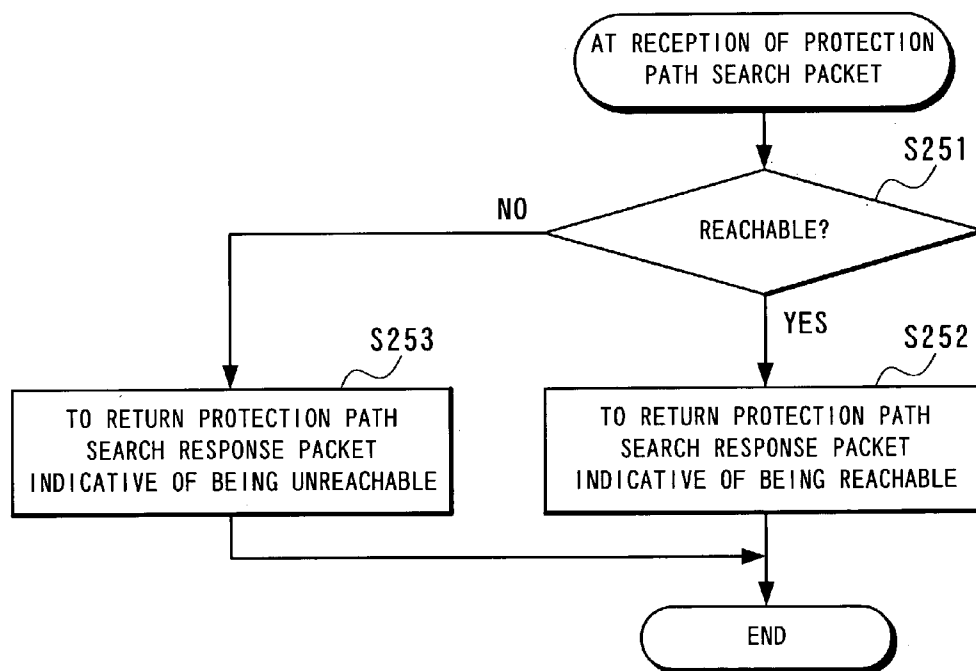 AT RECEPTION OF PROTECTION
PATH SEARCH PACKET
S251
REACHABLE?
NO
YES
S253
S252
TO RETURN PROTECTION PATH
SEARCH RESPONSE PACKET
INDICATIVE OF BEING UNREACHABLE
TO RETURN PROTECTION PATH
SEARCH RESPONSE PACKET
INDICATIVE OF BEING REACHABLE
END